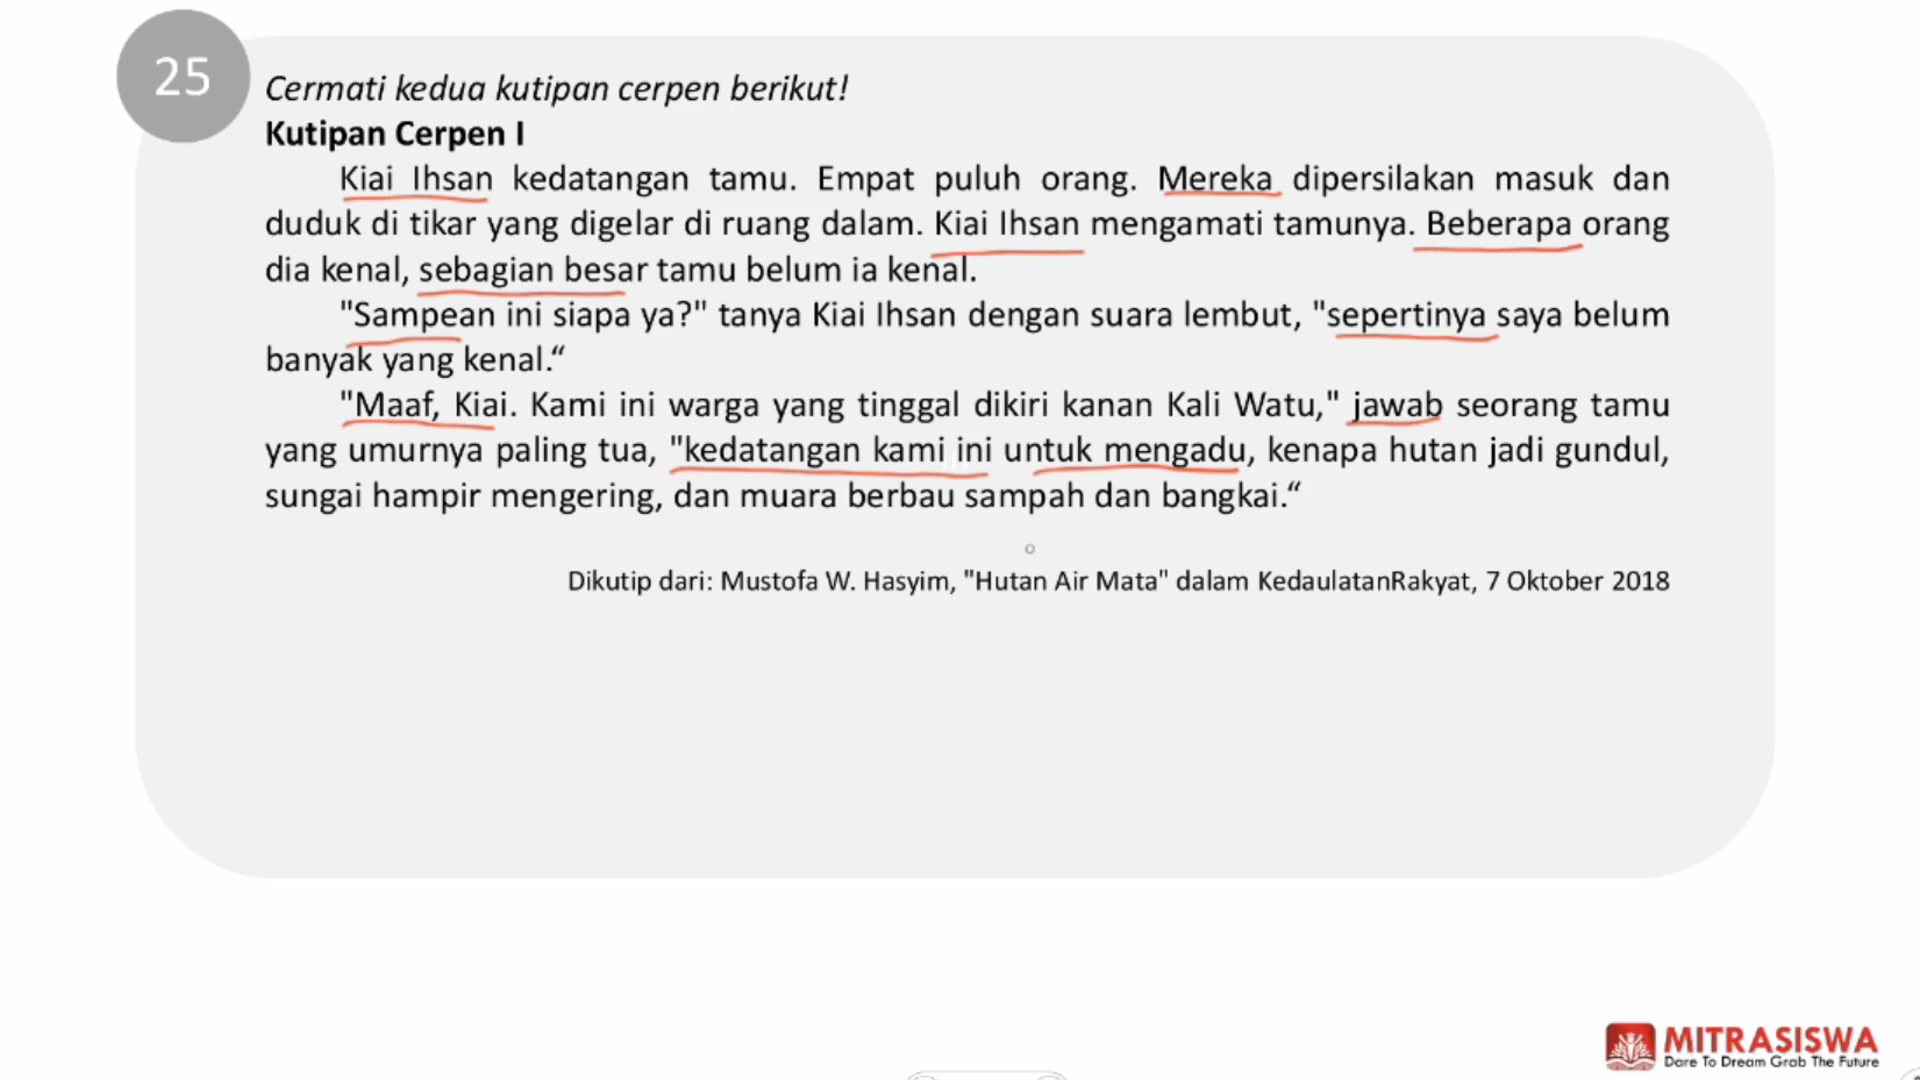 25
Cermati kedua kutipan cerpen berikut!
Kutipan Cerpen I
Kiai Ihsan kedatangan tamu. Empat puluh orang. Mereka dipersilakan masuk dan
duduk di tikar yang digelar di ruang dalam. Kiai Ihsan mengamati tamunya. Beberapa orang
dia kenal, sebagian besar tamu belum ia kenal.
"Sampean ini siapa ya?" tanya Kiai Ihsan dengan suara lembut, "sepertinya saya belum
banyak yang kenal.“
"Maaf, Kiai. Kami ini warga yang tinggal dikiri kanan Kali Watu," jawab seorang tamu
yang umurnya paling tua, "kedatangan kami ini untuk mengadu, kenapa hutan jadi gundul,
sungai hampir mengering, dan muara berbau sampah dan bangkai.“
Dikutip dari: Mustofa W. Hasyim, "Hutan Air Mata" dalam KedaulatanRakyat, 7 Oktober 2018
MITRASISWA
Dare To Dream Grab The Future